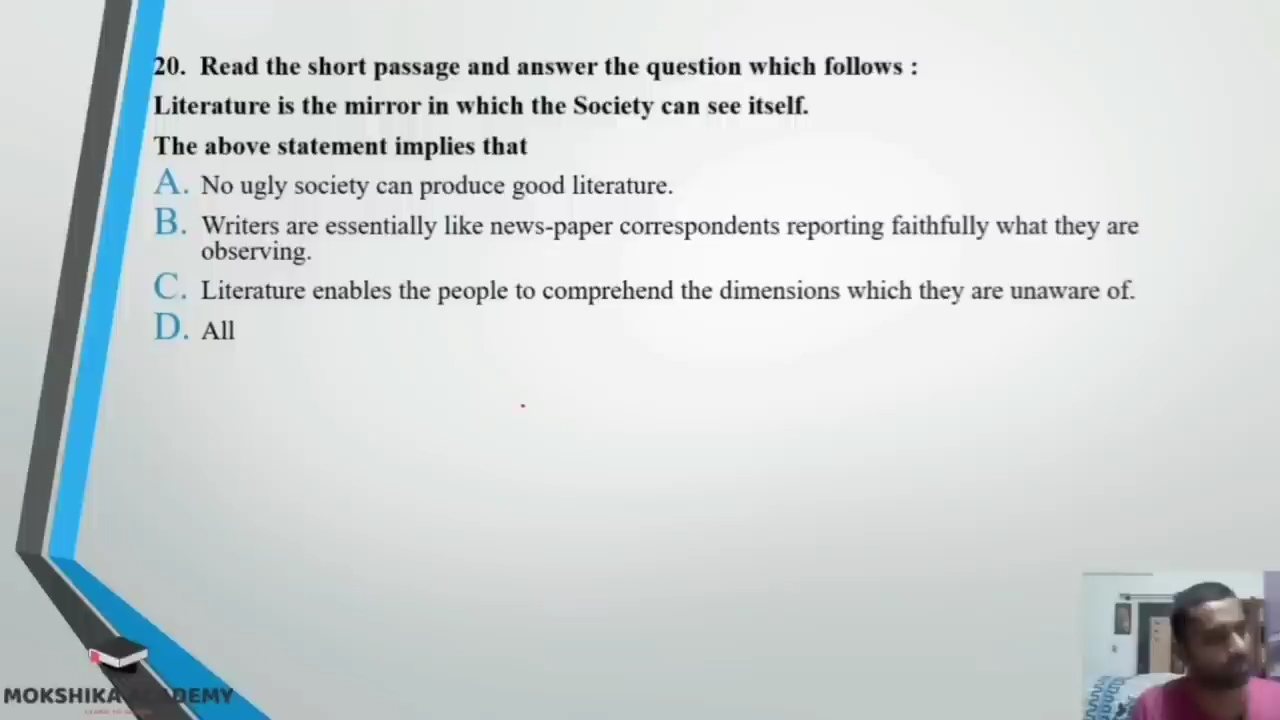 20. Read the short passage and answer the question which follows :
Literature is the mirror in which the Society can see itself.
The above statement implies that
A. No ugly society can produce good literature.
B. Writers are essentially like news-paper correspondents reporting faithfully what they are
observing.
C. Literature enables the people to comprehend the dimensions which they are unaware of.
D. All
MOKSHIKA ACADEMY